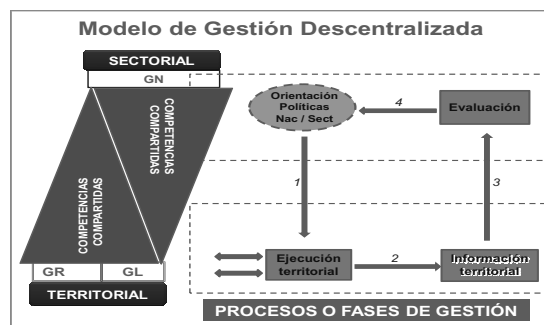 Modelo de Gestión Descentralizada
SECTORIAL
GN
COMPETENCIAS
COMPARTIDAS
COMPETENCIAS
COMPARTIDAS
GR
GL
TERRITORIAL
Orientación
Políticas
Nac / Sect
4
Evaluación
1
3
Ejecución
territorial
2
Información
territorial
PROCESOS O FASES DE GESTIÓN